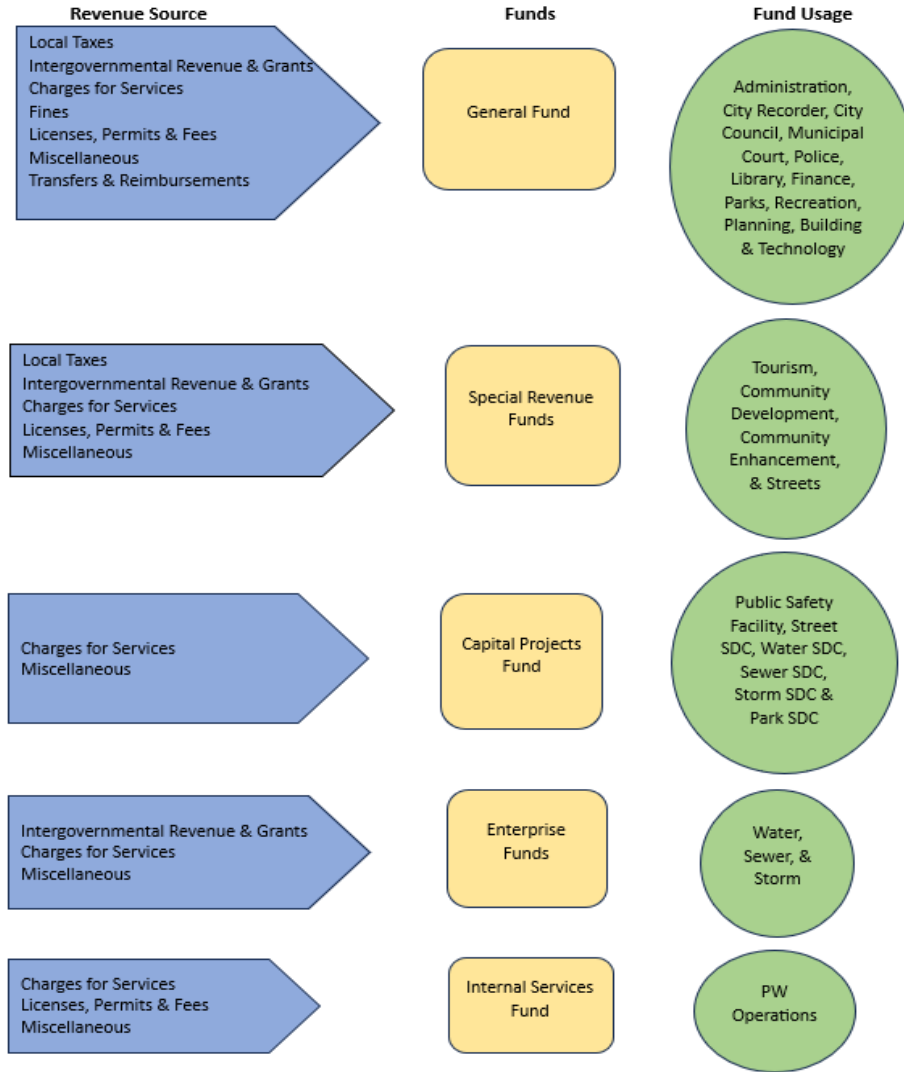 Revenue Source
Funds
Fund Usage
Local Taxes
Intergovernmental Revenue & Grants
Charges for Services
Fines
Licenses, Permits & Fees
Miscellaneous
Transfers & Reimbursements
General Fund
Administration,
City Recorder, City
Council, Municipal
Court, Police,
Library, Finance,
Parks, Recreation,
Planning, Building
& Technology
Local Taxes
Intergovernmental Revenue & Grants
Charges for Services
Licenses, Permits & Fees
Miscellaneous
Special Revenue
Funds
Tourism,
Community
Development,
Community
Enhancement,
& Streets
Charges for Services
Miscellaneous
Capital Projects
Fund
Public Safety
Facility, Street
SDC, Water SDC,
Sewer SDC,
Storm SDC &
Park SDC
Intergovernmental Revenue & Grants
Charges for Services
Miscellaneous
Enterprise
Funds
Water,
Sewer, &
Storm
Charges for Services
Licenses, Permits & Fees
Miscellaneous
Internal Services
Fund
PW
Operations